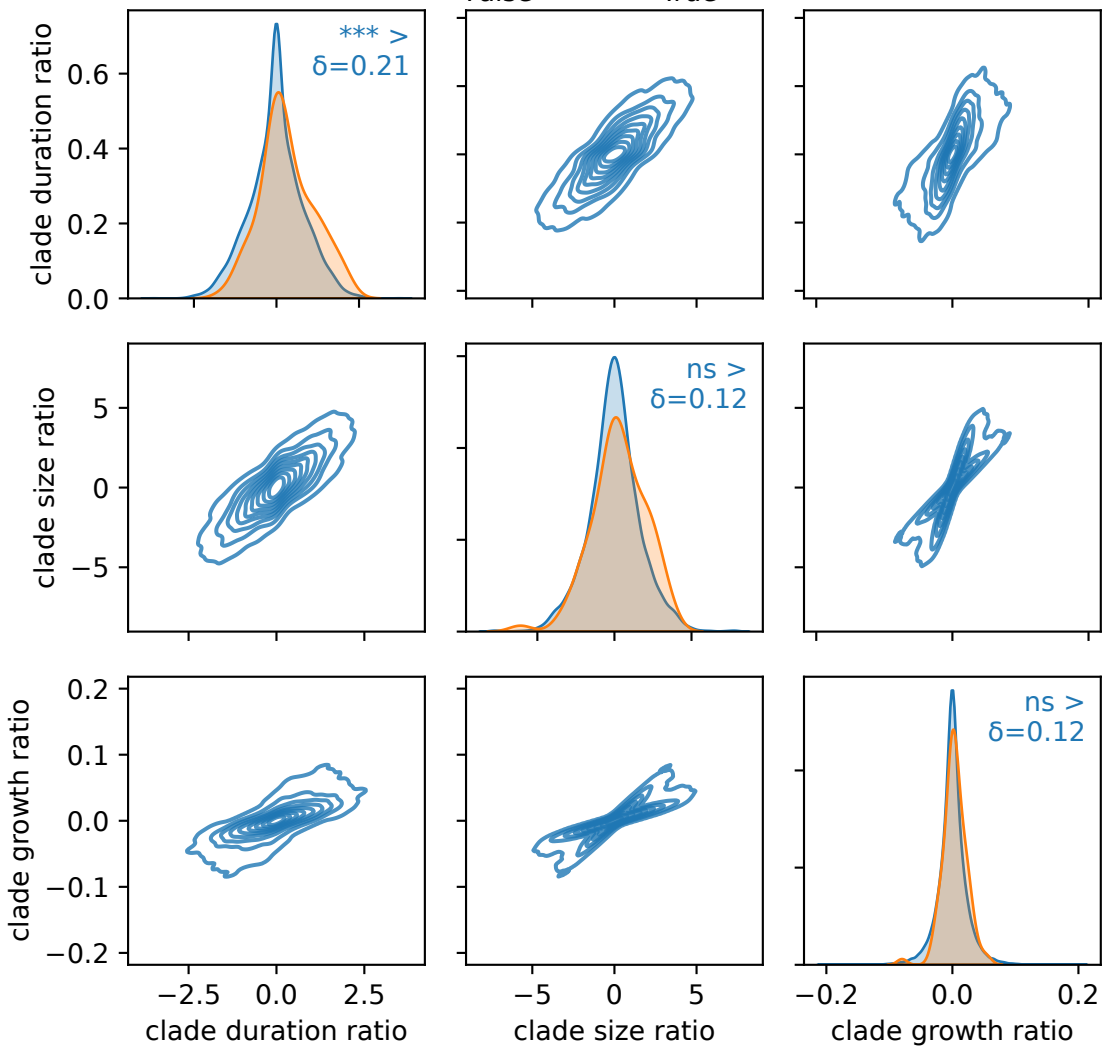 clade duration ratio
0.6
0.4
0.2
0.0
*** >
δ=0.21
clade size ratio
5
0
−5
ns >
δ=0.12
clade growth ratio
0.2
0.1
0.0
−0.1
−0.2
ns >
δ=0.12
−2.5
0.0
2.5
clade duration ratio
−5
0
5
clade size ratio
−0.2
0.0
0.2
clade growth ratio